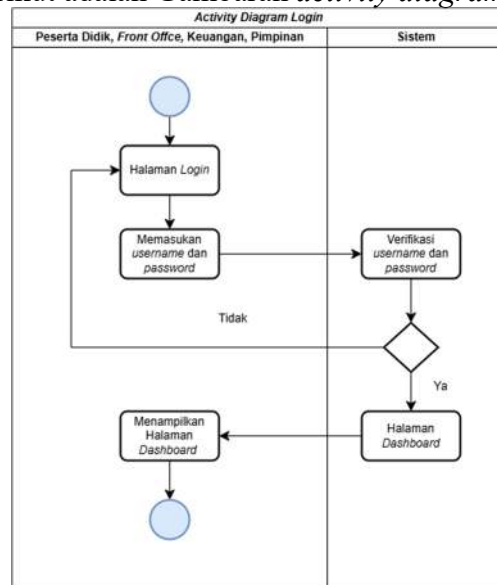 Activity Diagram Login
Peserta Didik, Front Offce, Keuangan, Pimpinan
Sistem
Halaman Login
Memasukan
username dan
password
Verifikasi
username dan
password
Tidak
Ya
Menampilkan
Halaman
Dashboard
Halaman
Dashboard